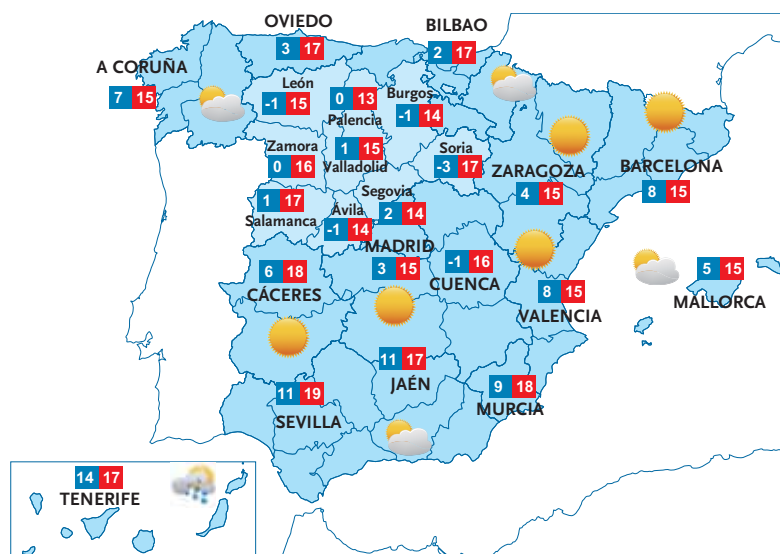 OVIEDO
3 17
BILBAO
2 17
A CORUÑA
7 15
León
-1 15
0 13
Palencia
Burgos
-1 14
Zamora
0 16
1 15
Valladolid
Soria
-3 17
ZARAGOZA
4 15
BARCELONA
8 15
1 17
Salamanca
Ávila
-1 14
Segovia
2 14
MADRID
3 15
-1 16
CUENCA
6 18
CÁCERES
8 15
VALENCIA
5 15
MALLORCA
11 17
JAÉN
11 19
SEVILLA
9 18
MURCIA
14 17
TENERIFE